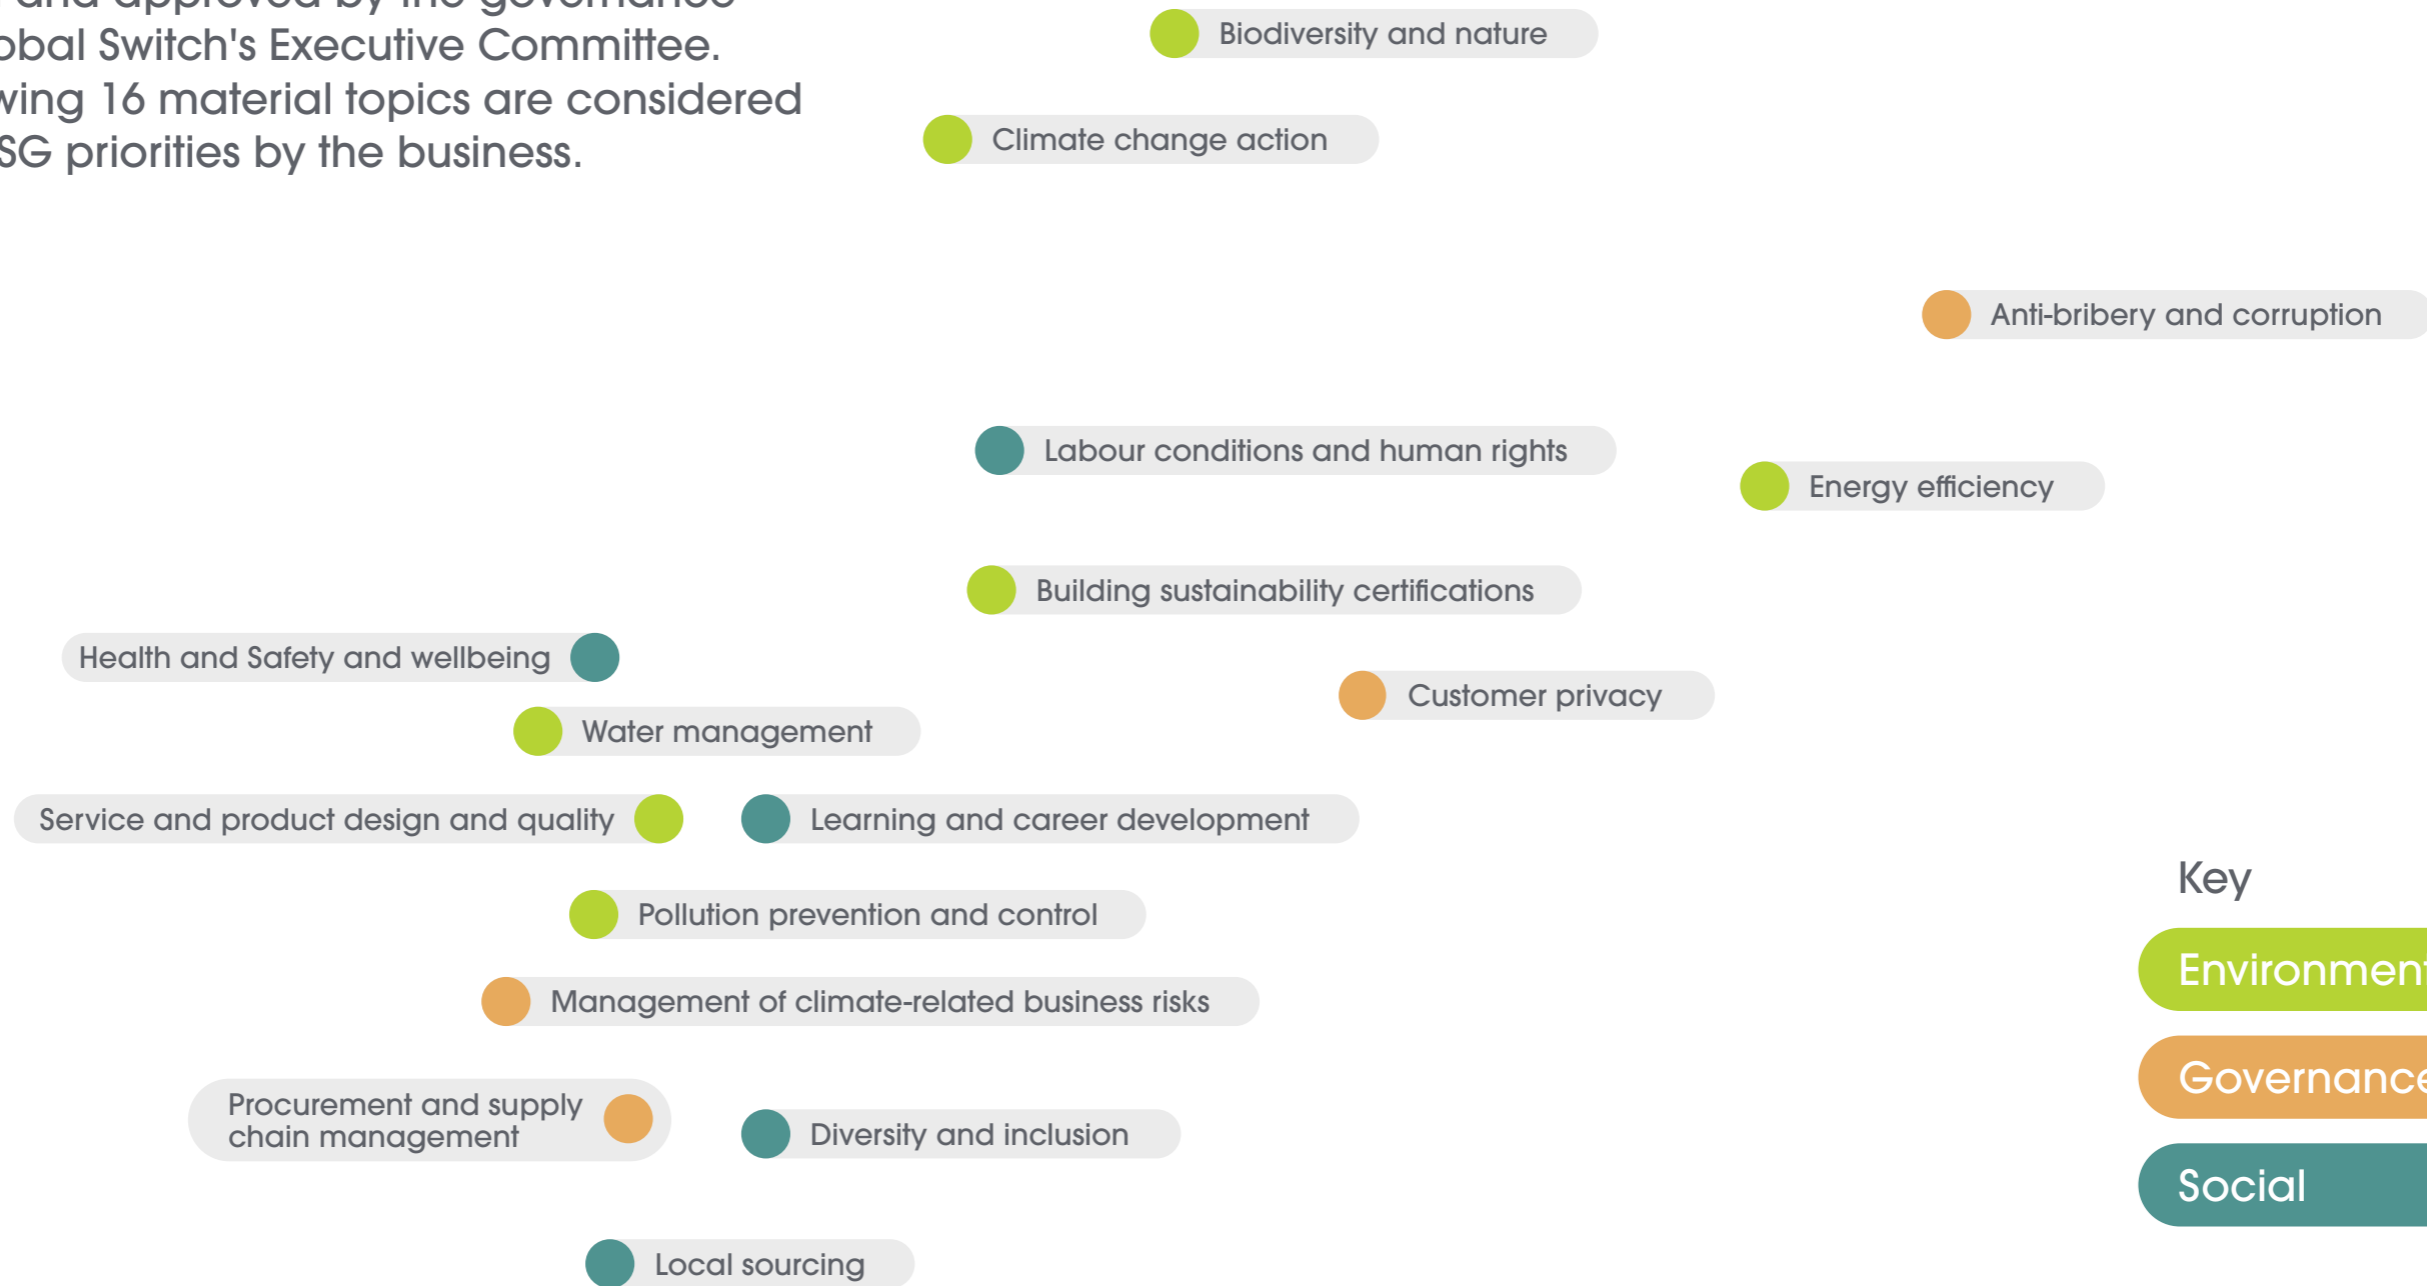 and approved by the governance
obal Switch's Executive Committee.
wing 16 material topics are considered
SG priorities by the business.
Biodiversity and nature
Climate change action
Anti-bribery and corruption
Labour conditions and human rights
Energy efficiency
Building sustainability certifications
Health and Safety and wellbeing
Customer privacy
Water management
Service and product design and quality
Learning and career development
Pollution prevention and control
Management of climate-related business risks
Procurement and supply
chain management
Diversity and inclusion
Local sourcing
Key
Environment
Governance
Social